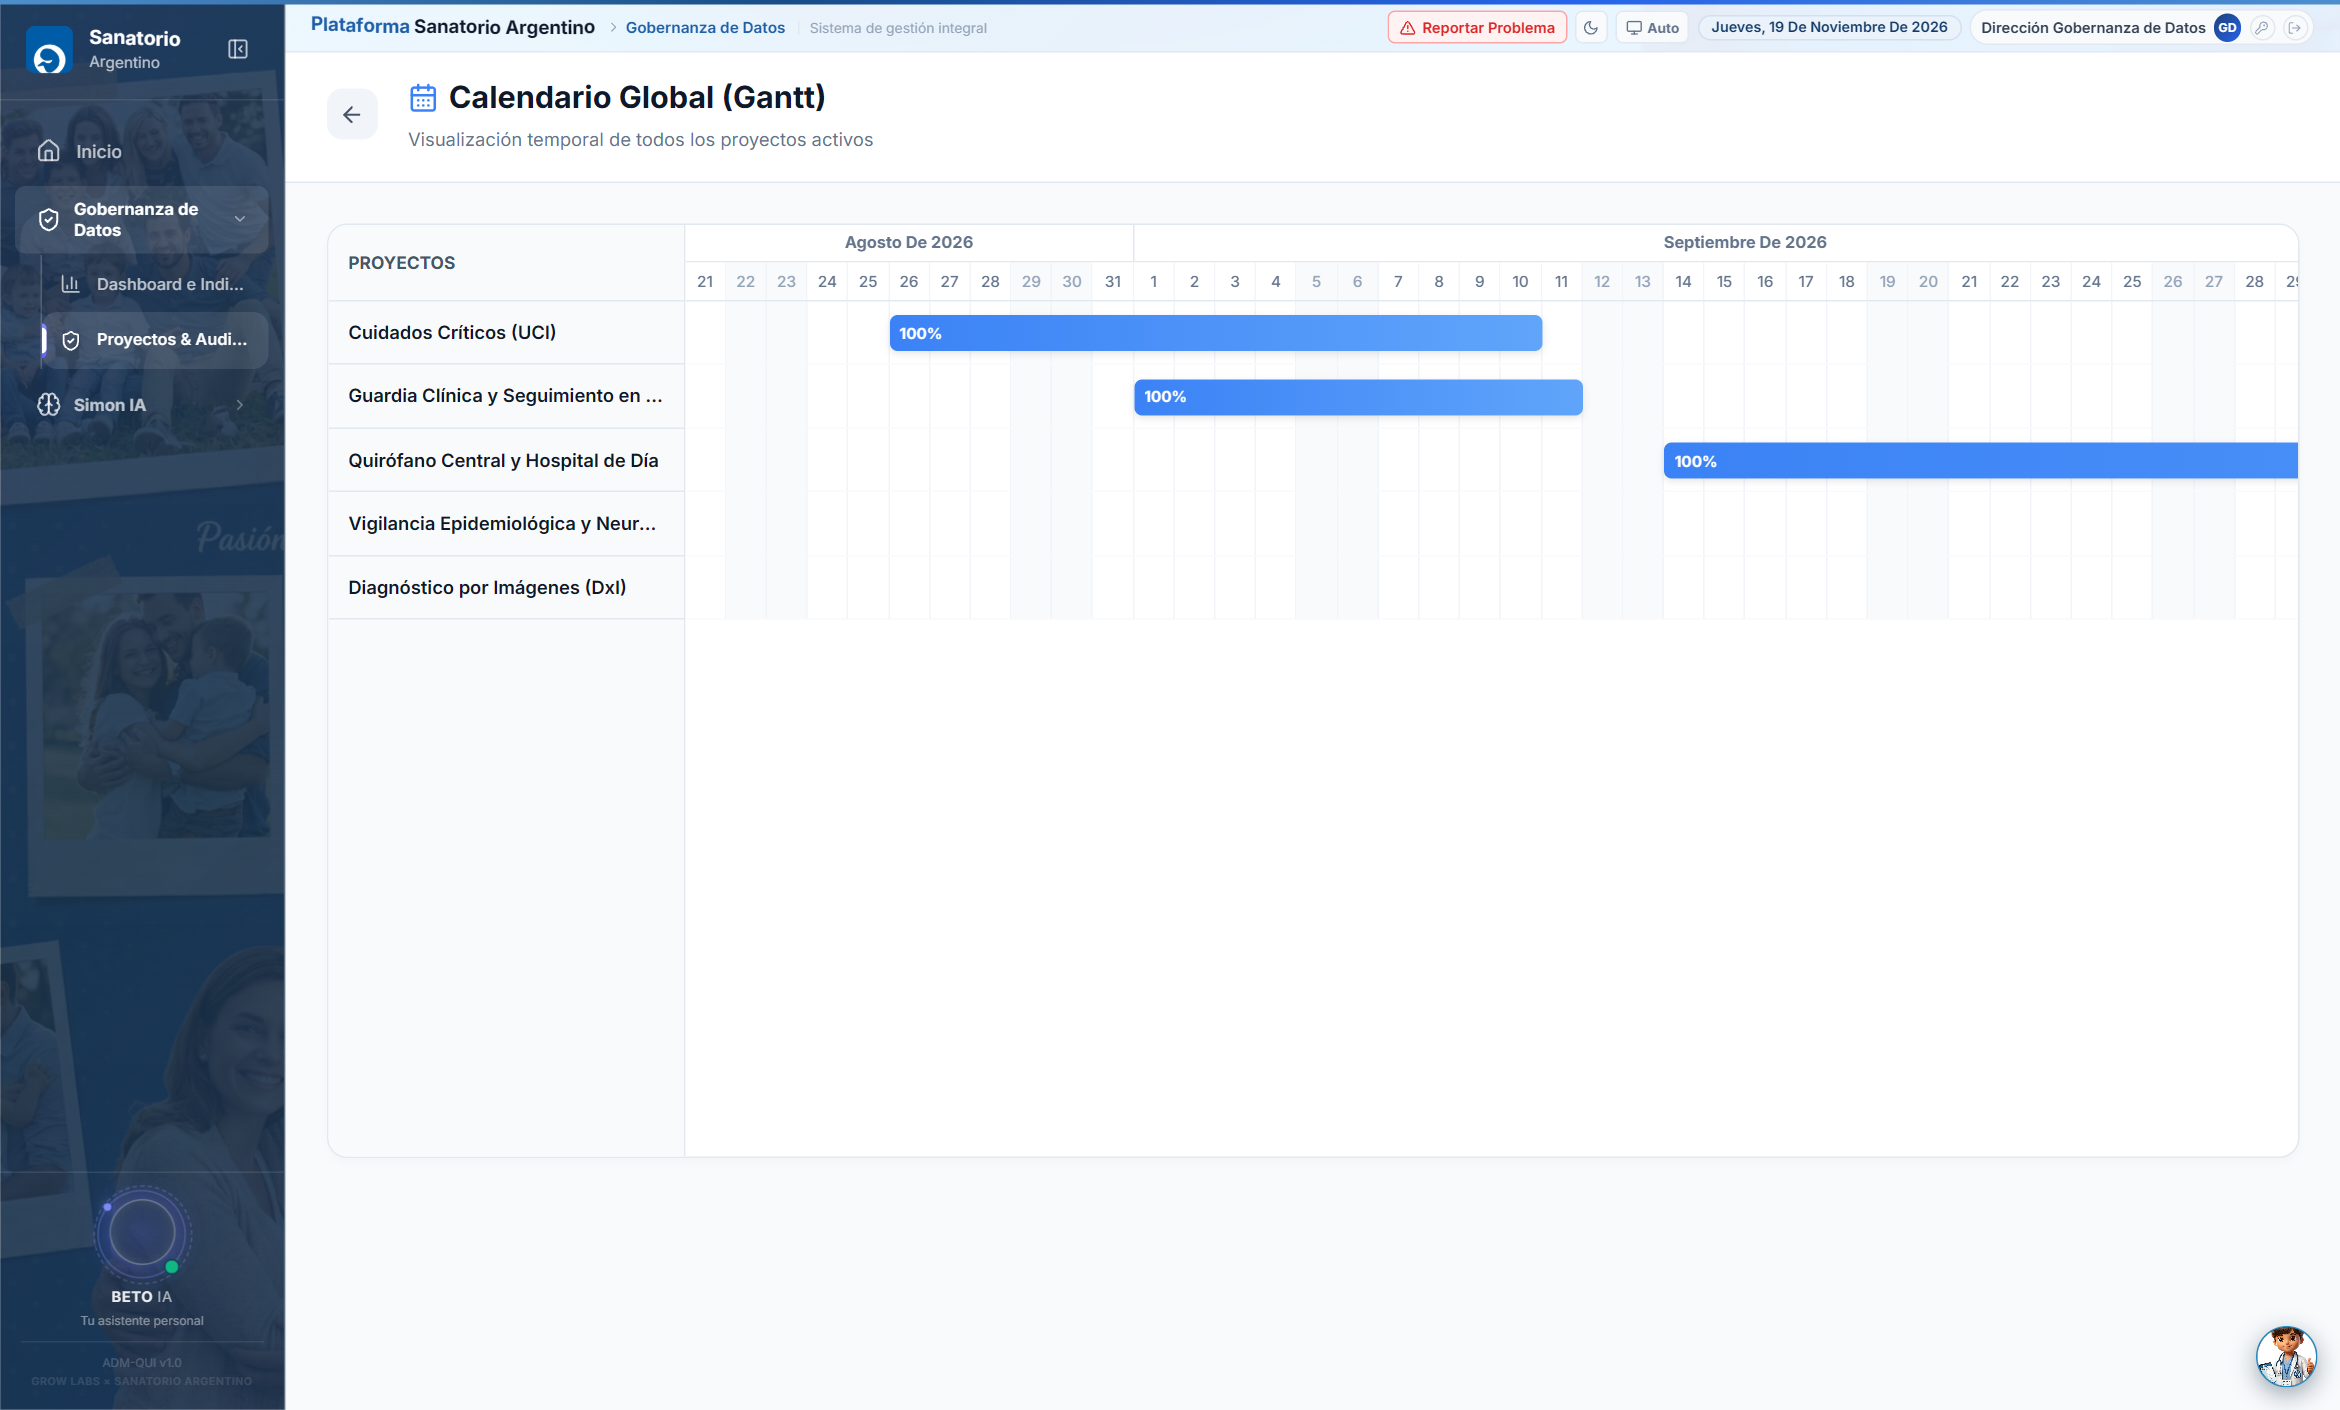 Sanatorio
Argentino
Inicio
Gobernanza de
Datos
Dashboard e Indi...
Proyectos & Audi...
Simon IA
Pasión
BETO IA
Tu asistente personal
ADM-QUI v1.0
GROW LABS × SANATORIO ARGENTINO
Plataforma Sanatorio Argentino > Gobernanza de Datos Sistema de gestión integral
Reportar Problema
Auto
Jueves, 19 De Noviembre De 2026
Dirección Gobernanza de Datos GD
Calendario Global (Gantt)
Visualización temporal de todos los proyectos activos
PROYECTOS
Agosto De 2026 Septiembre De 2026
21 22 23 24 25 26 27 28 29 30 31 1 2 3 4 5 6 7 8 9 10 11 12 13 14 15 16 17 18 19 20 21 22 23 24 25 26 27 28 29
Cuidados Críticos (UCI)
100%
Guardia Clínica y Seguimiento en ...
100%
Quirófano Central y Hospital de Día
100%
Vigilancia Epidemiológica y Neur...
Diagnóstico por Imágenes (DxI)